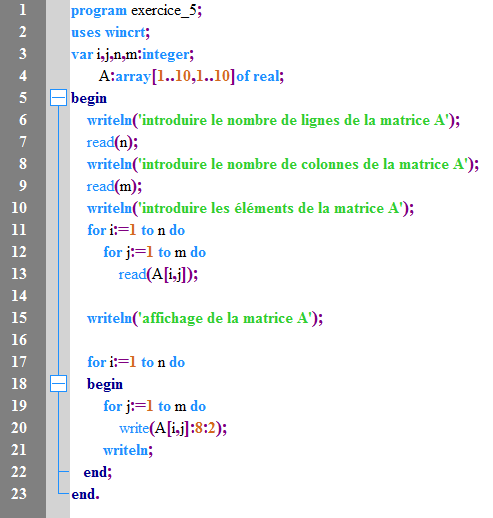 1 program exercice_5;
2 uses wincrt;
3 var i,j,n,m:integer;
4 A:array[1..10,1..10]of real;
5 begin
6 writeln('introduire le nombre de lignes de la matrice A');
7 read(n);
8 writeln('introduire le nombre de colonnes de la matrice A');
9 read(m);
10 writeln('introduire les éléments de la matrice A');
11 for i:=1 to n do
12 for j:=1 to m do
13 read(A[i,j]);
14
15 writeln('affichage de la matrice A');
16
17 for i:=1 to n do
18 begin
19 for j:=1 to m do
20 write(A[i,j]:8:2);
21 writeln;
22 end;
23 end.